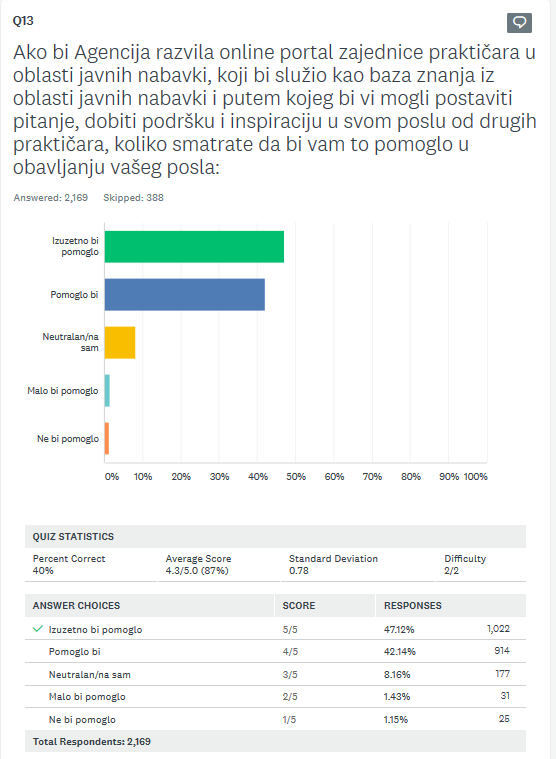 Q13
Ako bi Agencija razvila online portal zajednice praktičara u
oblasti javnih nabavki, koji bi služio kao baza znanja iz
oblasti javnih nabavki i putem kojeg bi vi mogli postaviti
pitanje, dobiti podršku i inspiraciju u svom poslu od drugih
praktičara, koliko smatrate da bi vam to pomoglo u
obavljanju vašeg posla:
Answered: 2,169 Skipped: 388
Izuzetno bi
pomoglo
Pomoglo bi
Neutralan/na
sam
Malo bi pomoglo
Ne bi pomoglo
0% 10% 20% 30% 40% 50% 60% 70% 80% 90% 100%
QUIZ STATISTICS
Percent Correct Average Score Standard Deviation Difficulty
40% 4.3/5.0 (87%) 0.78 2/2
ANSWER CHOICES SCORE RESPONSES
Izuzetno bi pomoglo 5/5 47.12% 1,022
Pomoglo bi 4/5 42.14% 914
Neutralan/na sam 3/5 8.16% 177
Malo bi pomoglo 2/5 1.43% 31
Ne bi pomoglo 1/5 1.15% 25
Total Respondents: 2,169